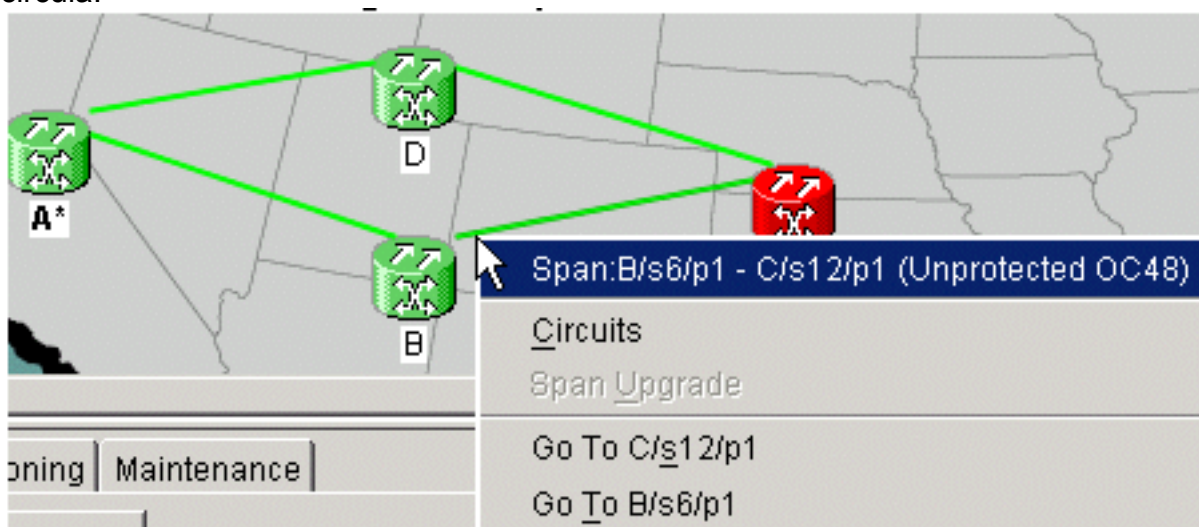 D
A*
B
Span:B/s6/p1 - C/s12/p1 (Unprotected OC48)
Circuits
Span Upgrade
Go To C/s12/p1
Go To B/s6/p1
oning
Maintenance